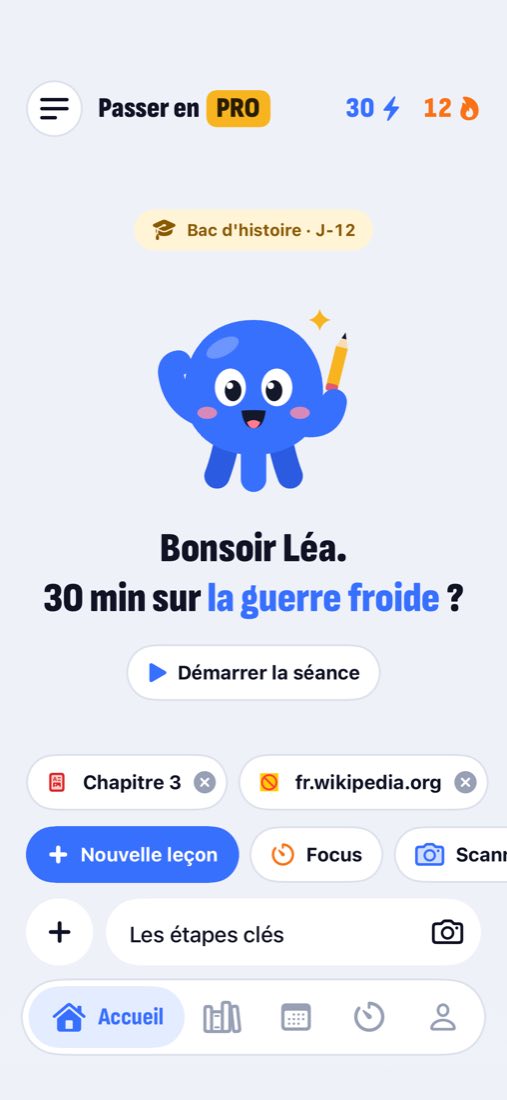 Passer en PRO
30
12
Bac d'histoire · J-12
Bonsoir Léa.
30 min sur la guerre froide ?
Démarrer la séance
Chapitre 3
fr.wikipedia.org
Nouvelle leçon
Focus
Scann
Les étapes clés
Accueil